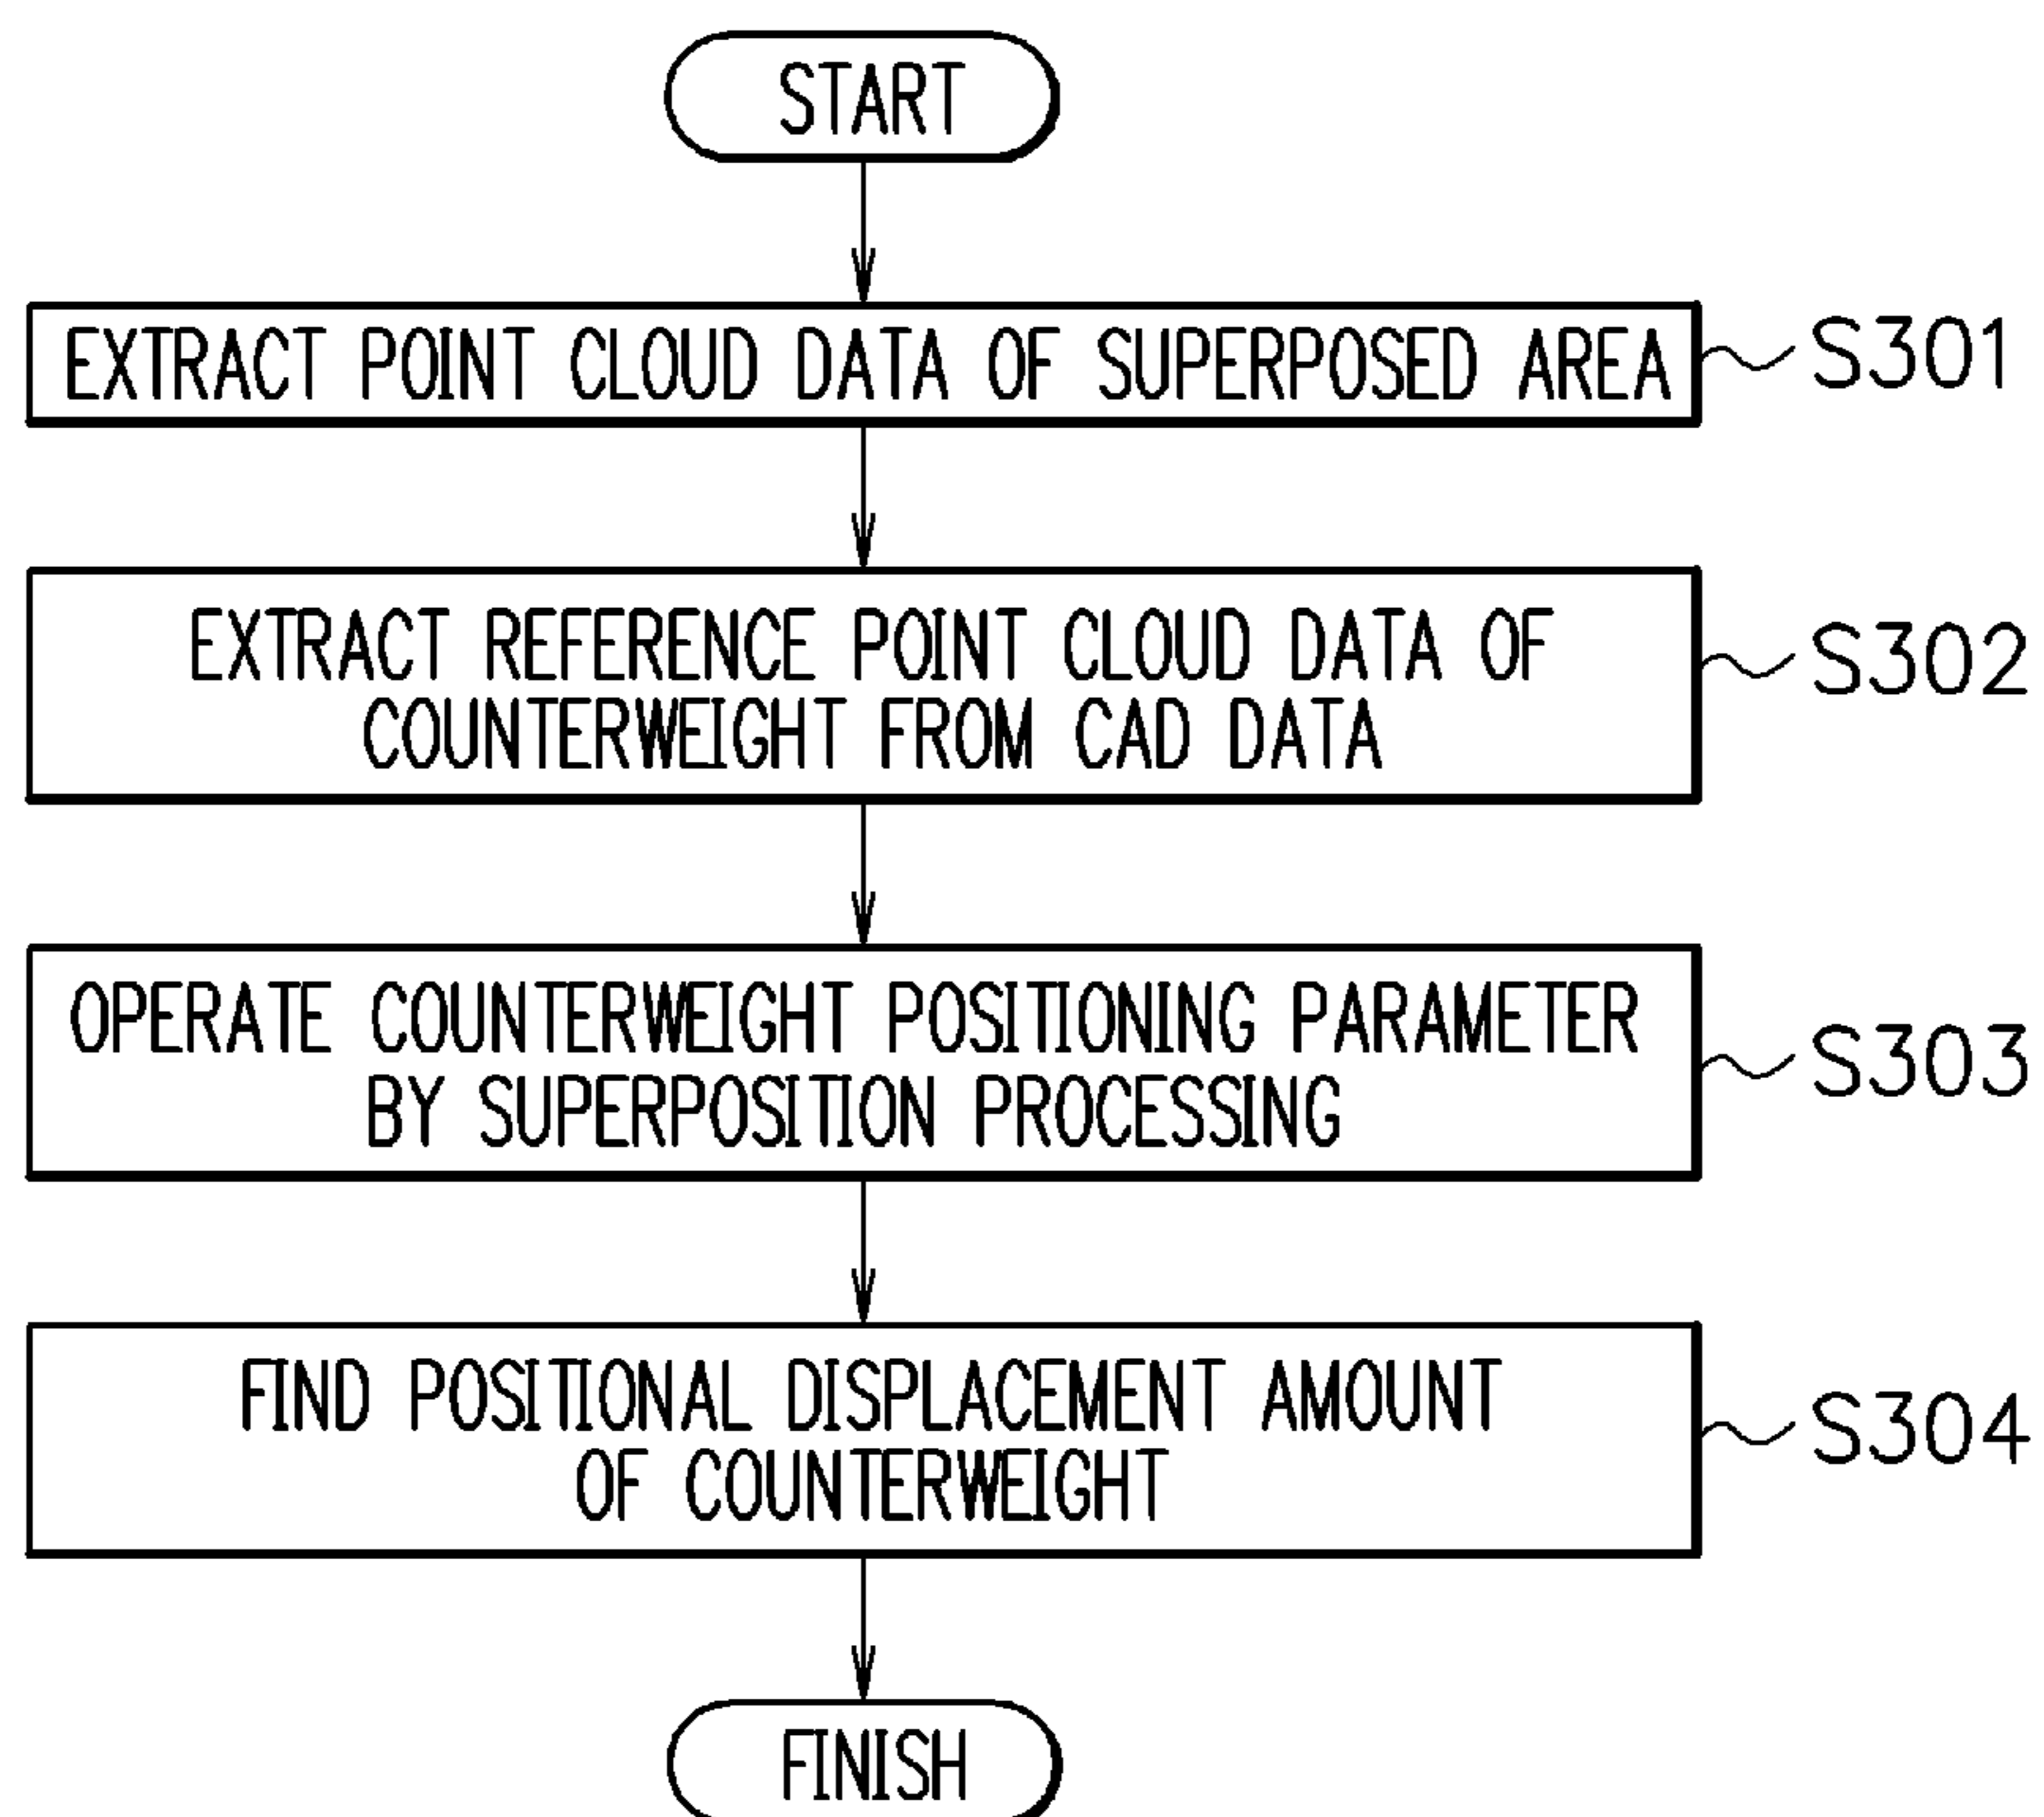 START
EXTRACT POINT CLOUD DATA OF SUPERPOSED AREA
S301
EXTRACT REFERENCE POINT CLOUD DATA OF
COUNTERWEIGHT FROM CAD DATA
S302
OPERATE COUNTERWEIGHT POSITIONING PARAMETER
BY SUPERPOSITION PROCESSING
S303
FIND POSITIONAL DISPLACEMENT AMOUNT
OF COUNTERWEIGHT
S304
FINISH